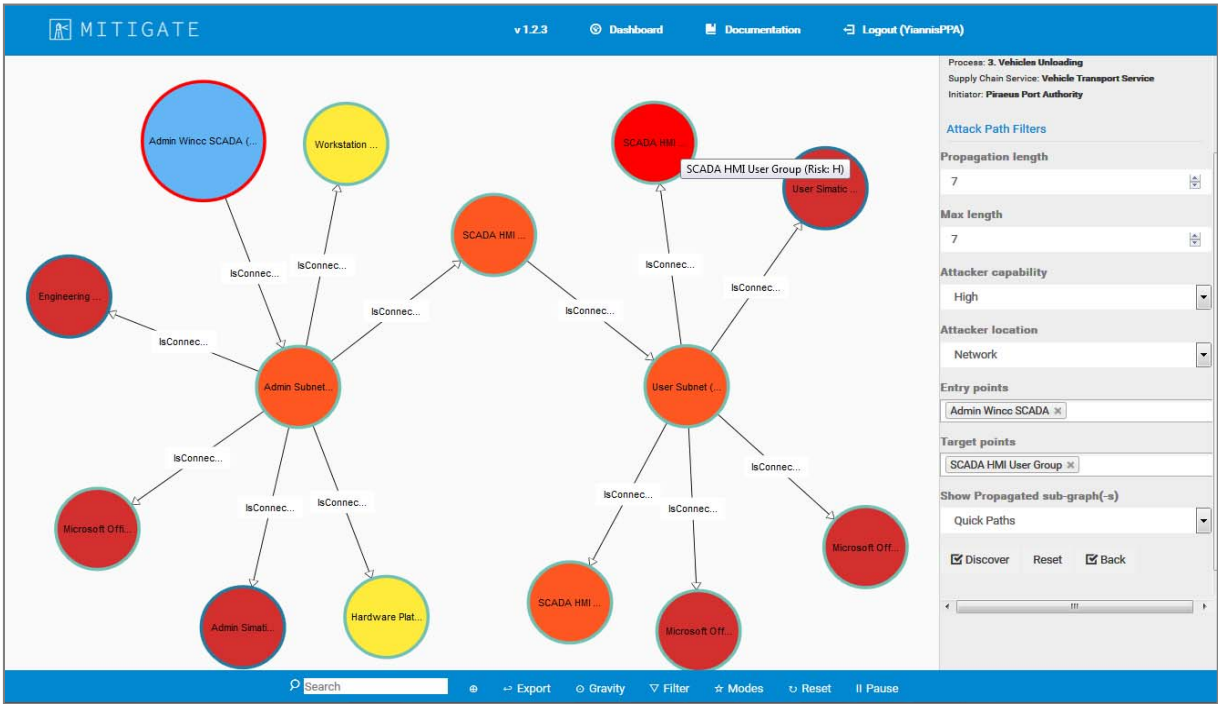 MITIGATE
v 1.2.3
Dashboard
Documentation
Logout (YiannisPPA)
Admin Wincc SCADA (...
Workstation ...
SCADA HMI ...
SCADA HMI User Group (Risk: H)
User Simatic ...
SCADA HMI ...
IsConnec...
IsConnec...
IsConnec...
IsConnec...
Engineering ...
IsConnec...
IsConnec...
IsConnec...
Admin Subnet...
User Subnet (...
IsConnec...
IsConnec...
IsConnec...
IsConnec...
IsConnec...
IsConnec...
Microsoft Offi...
Microsoft Off...
SCADA HMI ...
Hardware Plat...
Admin Simati...
Microsoft Off...
Process: 3. Vehicles Unloading
Supply Chain Service: Vehicle Transport Service
Initiator: Piraeus Port Authority
Attack Path Filters
Propagation length
7
Max length
7
Attacker capability
High
Attacker location
Network
Entry points
Admin Wincc SCADA ×
Target points
SCADA HMI User Group ×
Show Propagated sub-graph(-s)
Quick Paths
Discover
Reset
Back
Search
Export
Gravity
Filter
Modes
Reset
Pause